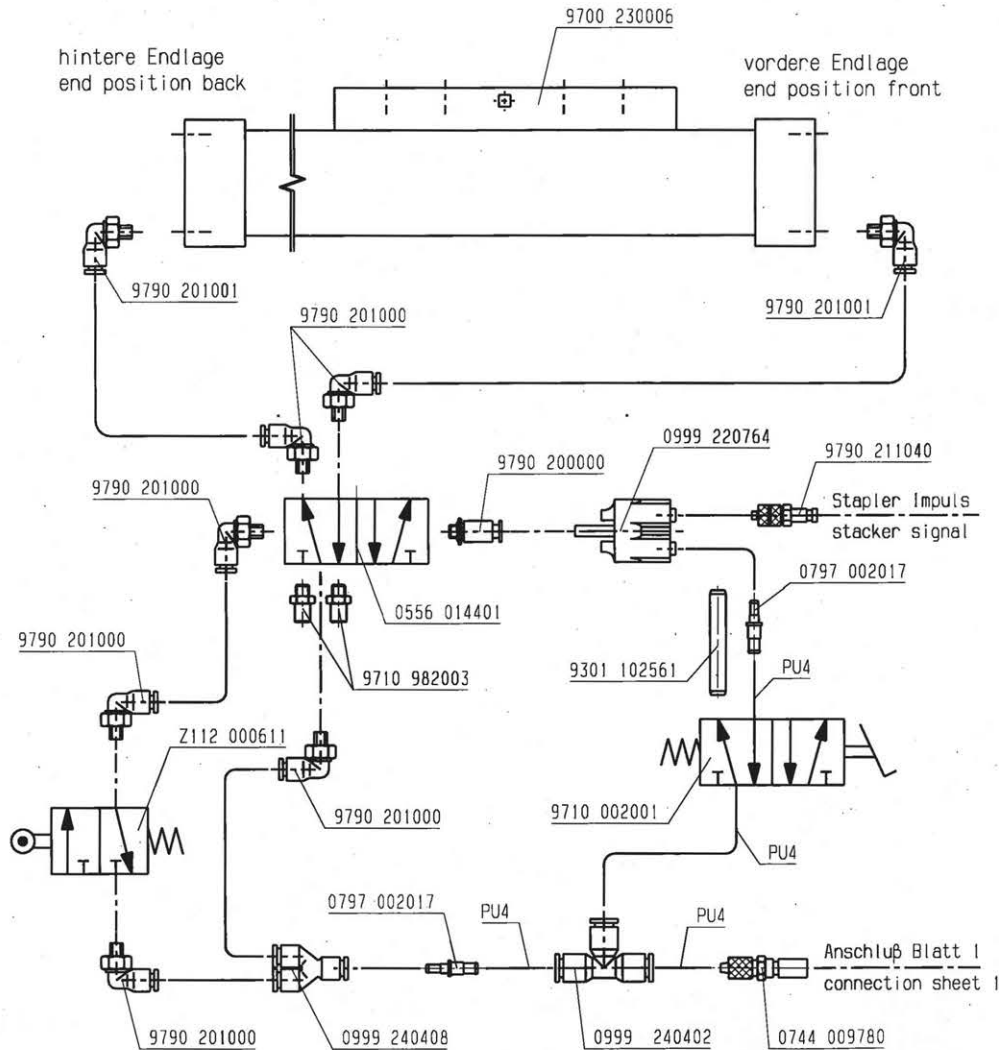 9700 230006
hintere Endlage
end position back
vordere Endlage
end position front
9790 201001
9790 201000
9790 201001
0999 220764
9790 211040
9790 200000
9790 201000
Stapler Impuls
stacker signal
0797 002017
0556 014401
9790 201000
9710 982003
9301 102561
PU4
Z112 000611
9790 201000
9710 002001
PU4
0797 002017
PU4
PU4
Anschluß Blatt 1
connection sheet 1
9790 201000
0999 240408
0999 240402
0744 009780